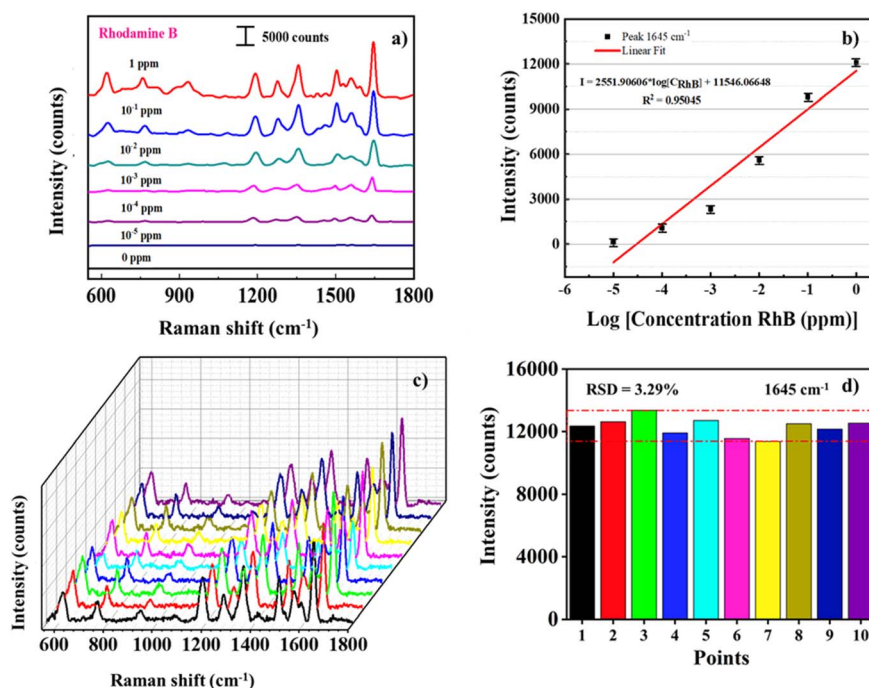 Rhodamine B
5000 counts
a)
1 ppm
10-1 ppm
10-2 ppm
10-3 ppm
10-4 ppm
10-5 ppm
0 ppm
Intensity (counts)
600 900 1200 1500 1800
Raman shift (cm-1)
b)
Peak 1645 cm-1
Linear Fit
I = 2551.90606*log[CRhB] + 11546.06648
R2 = 0.95045
15000
12000
9000
6000
3000
0
Intensity (counts)
-6 -5 -4 -3 -2 -1 0
Log [Concentration RhB (ppm)]
c)
Intensity (counts)
600 800 1000 1200 1400 1600 1800
Raman shift (cm-1)
d)
RSD = 3.29% 1645 cm-1
16000
12000
8000
4000
0
Intensity (counts)
1 2 3 4 5 6 7 8 9 10
Points